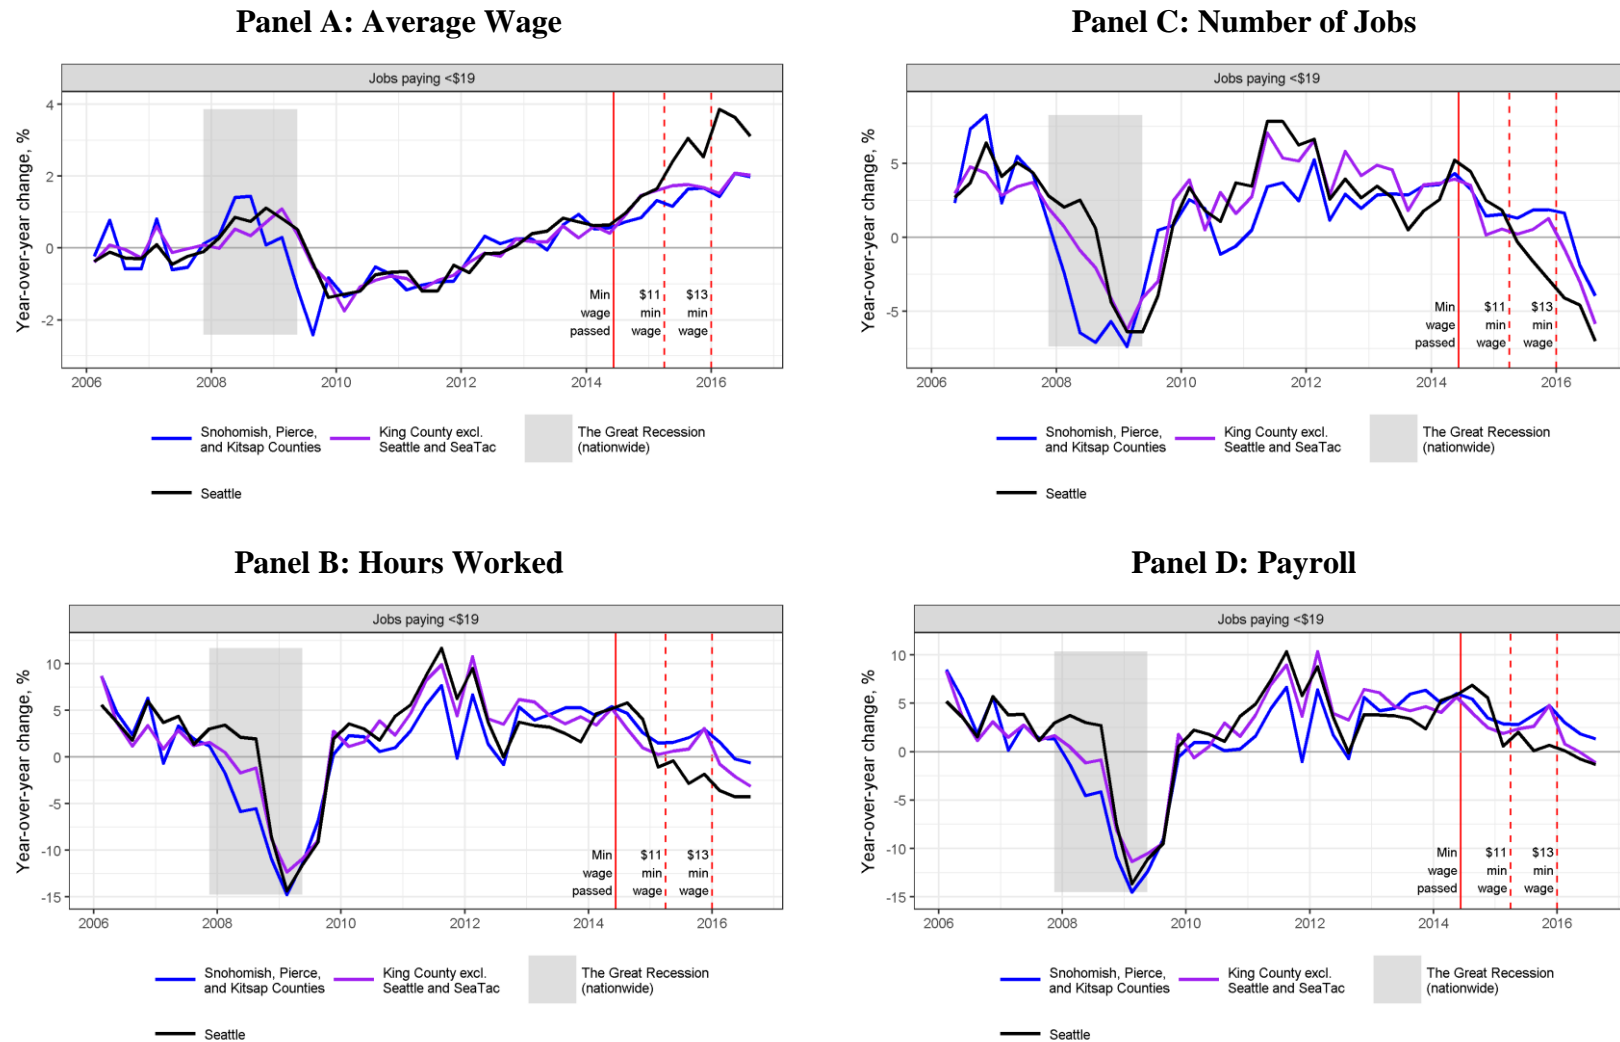 Panel A: Average Wage
Jobs paying <$19
Year-over-year change, %
4
2
0
-2
Min
wage
passed
$11
min
wage
$13
min
wage
2006
2008
2010
2012
2014
2016
Snohomish, Pierce,
and Kitsap Counties
King County excl.
Seattle and SeaTac
The Great Recession
(nationwide)
Seattle
Panel C: Number of Jobs
Jobs paying <$19
Year-over-year change, %
5
0
-5
Min
wage
passed
$11
min
wage
$13
min
wage
2006
2008
2010
2012
2014
2016
Snohomish, Pierce,
and Kitsap Counties
King County excl.
Seattle and SeaTac
The Great Recession
(nationwide)
Seattle
Panel B: Hours Worked
Jobs paying <$19
Year-over-year change, %
10
5
0
-5
-10
-15
Min
wage
passed
$11
min
wage
$13
min
wage
2006
2008
2010
2012
2014
2016
Snohomish, Pierce,
and Kitsap Counties
King County excl.
Seattle and SeaTac
The Great Recession
(nationwide)
Seattle
Panel D: Payroll
Jobs paying <$19
Year-over-year change, %
10
5
0
-5
-10
-15
Min
wage
passed
$11
min
wage
$13
min
wage
2006
2008
2010
2012
2014
2016
Snohomish, Pierce,
and Kitsap Counties
King County excl.
Seattle and SeaTac
The Great Recession
(nationwide)
Seattle